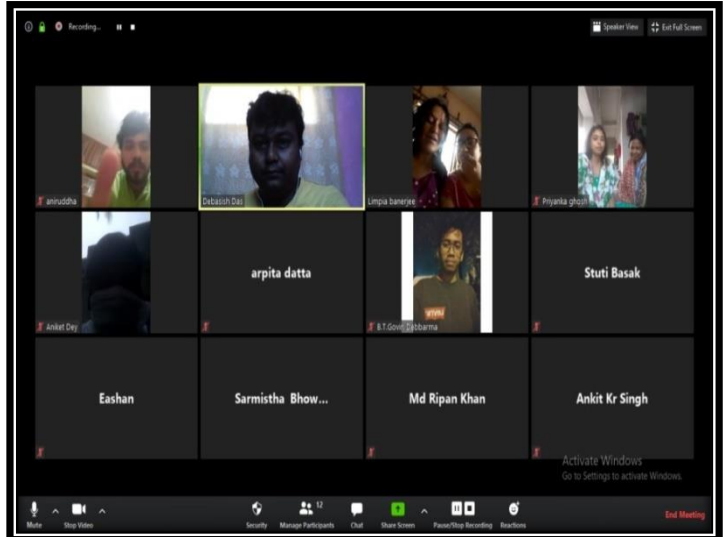 Recording...
Speaker View
Exit Full Screen
aniruddha
Debasish Das
Limpia banerjee
Priyanka ghosh
Aniket Dey
arpita datta
B.T.Govin Debbarma
Stuti Basak
Eashan
Sarmistha Bhow...
Md Ripan Khan
Ankit Kr Singh
Activate Windows
Go to Settings to activate Windows.
Mute
Stop Video
Security
12
Manage Participants
Chat
Share Screen
Pause/Stop Recording
Reactions
End Meeting